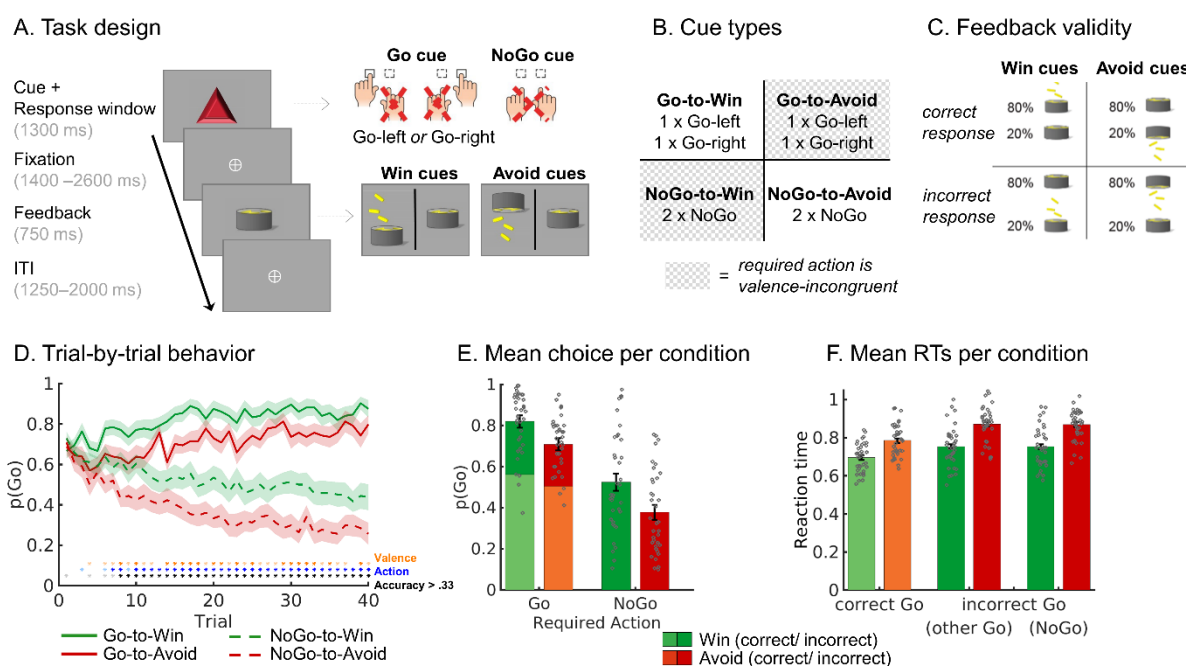 A. Task design
Cue +
Response window
(1300 ms)
Fixation
(1400 –2600 ms)
Feedback
(750 ms)
ITI
(1250–2000 ms)
Go cue
NoGo cue
Go-left or Go-right
Win cues
Avoid cues
B. Cue types
Go-to-Win
1 x Go-left
1 x Go-right
Go-to-Avoid
1 x Go-left
1 x Go-right
NoGo-to-Win
2 x NoGo
NoGo-to-Avoid
2 x NoGo
= required action is
valence-incongruent
C. Feedback validity
Win cues
Avoid cues
correct
response
80%
80%
20%
20%
incorrect
response
80%
80%
20%
20%
D. Trial-by-trial behavior
p(Go)
1
0.8
0.6
0.4
0.2
0
0
10
20
30
40
Trial
Valence
Action
Accuracy > .33
Go-to-Win
NoGo-to-Win
Go-to-Avoid
NoGo-to-Avoid
E. Mean choice per condition
p(Go)
1
0.8
0.6
0.4
0.2
0
Go
NoGo
Required Action
F. Mean RTs per condition
Reaction time
1
0.8
0.6
0.4
0.2
0
correct Go
incorrect Go
(other Go)
(NoGo)
Win (correct/ incorrect)
Avoid (correct/ incorrect)